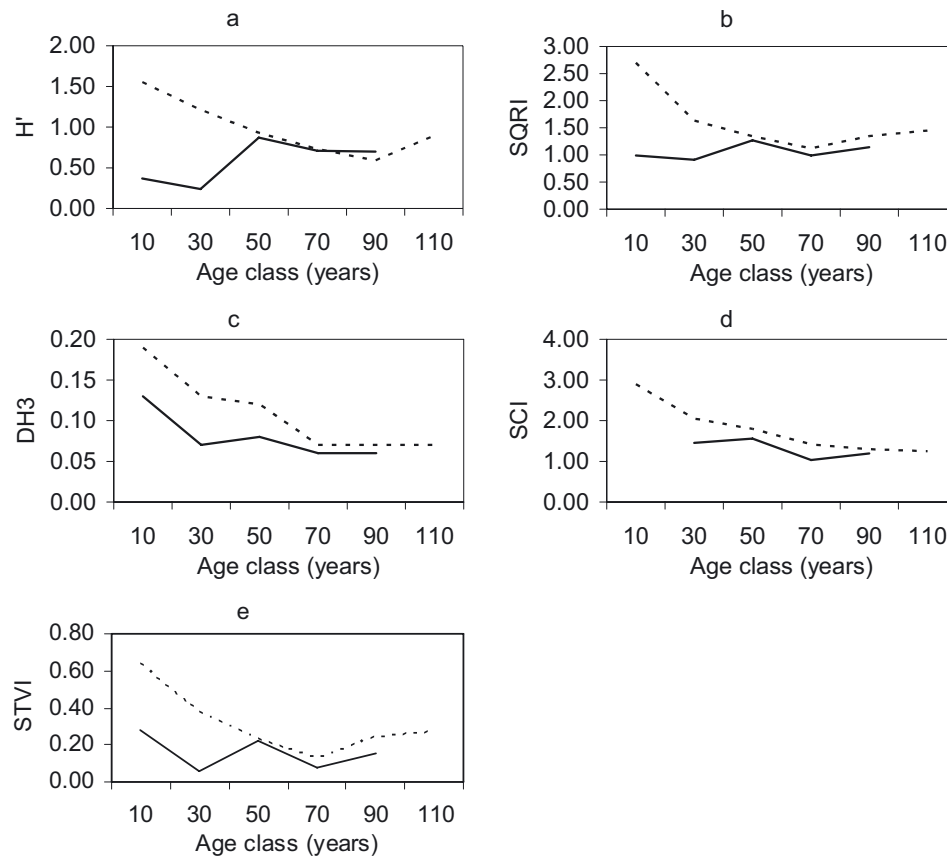 a
2.00
1.50
1.00
0.50
0.00
H'
10 30 50 70 90 110
Age class (years)
b
3.00
2.50
2.00
1.50
1.00
0.50
0.00
SQRI
10 30 50 70 90 110
Age class (years)
c
0.20
0.15
0.10
0.05
0.00
DH3
10 30 50 70 90 110
Age class (years)
d
4.00
3.00
2.00
1.00
0.00
SCI
10 30 50 70 90 110
Age class (years)
e
0.80
0.60
0.40
0.20
0.00
STVI
10 30 50 70 90 110
Age class (years)